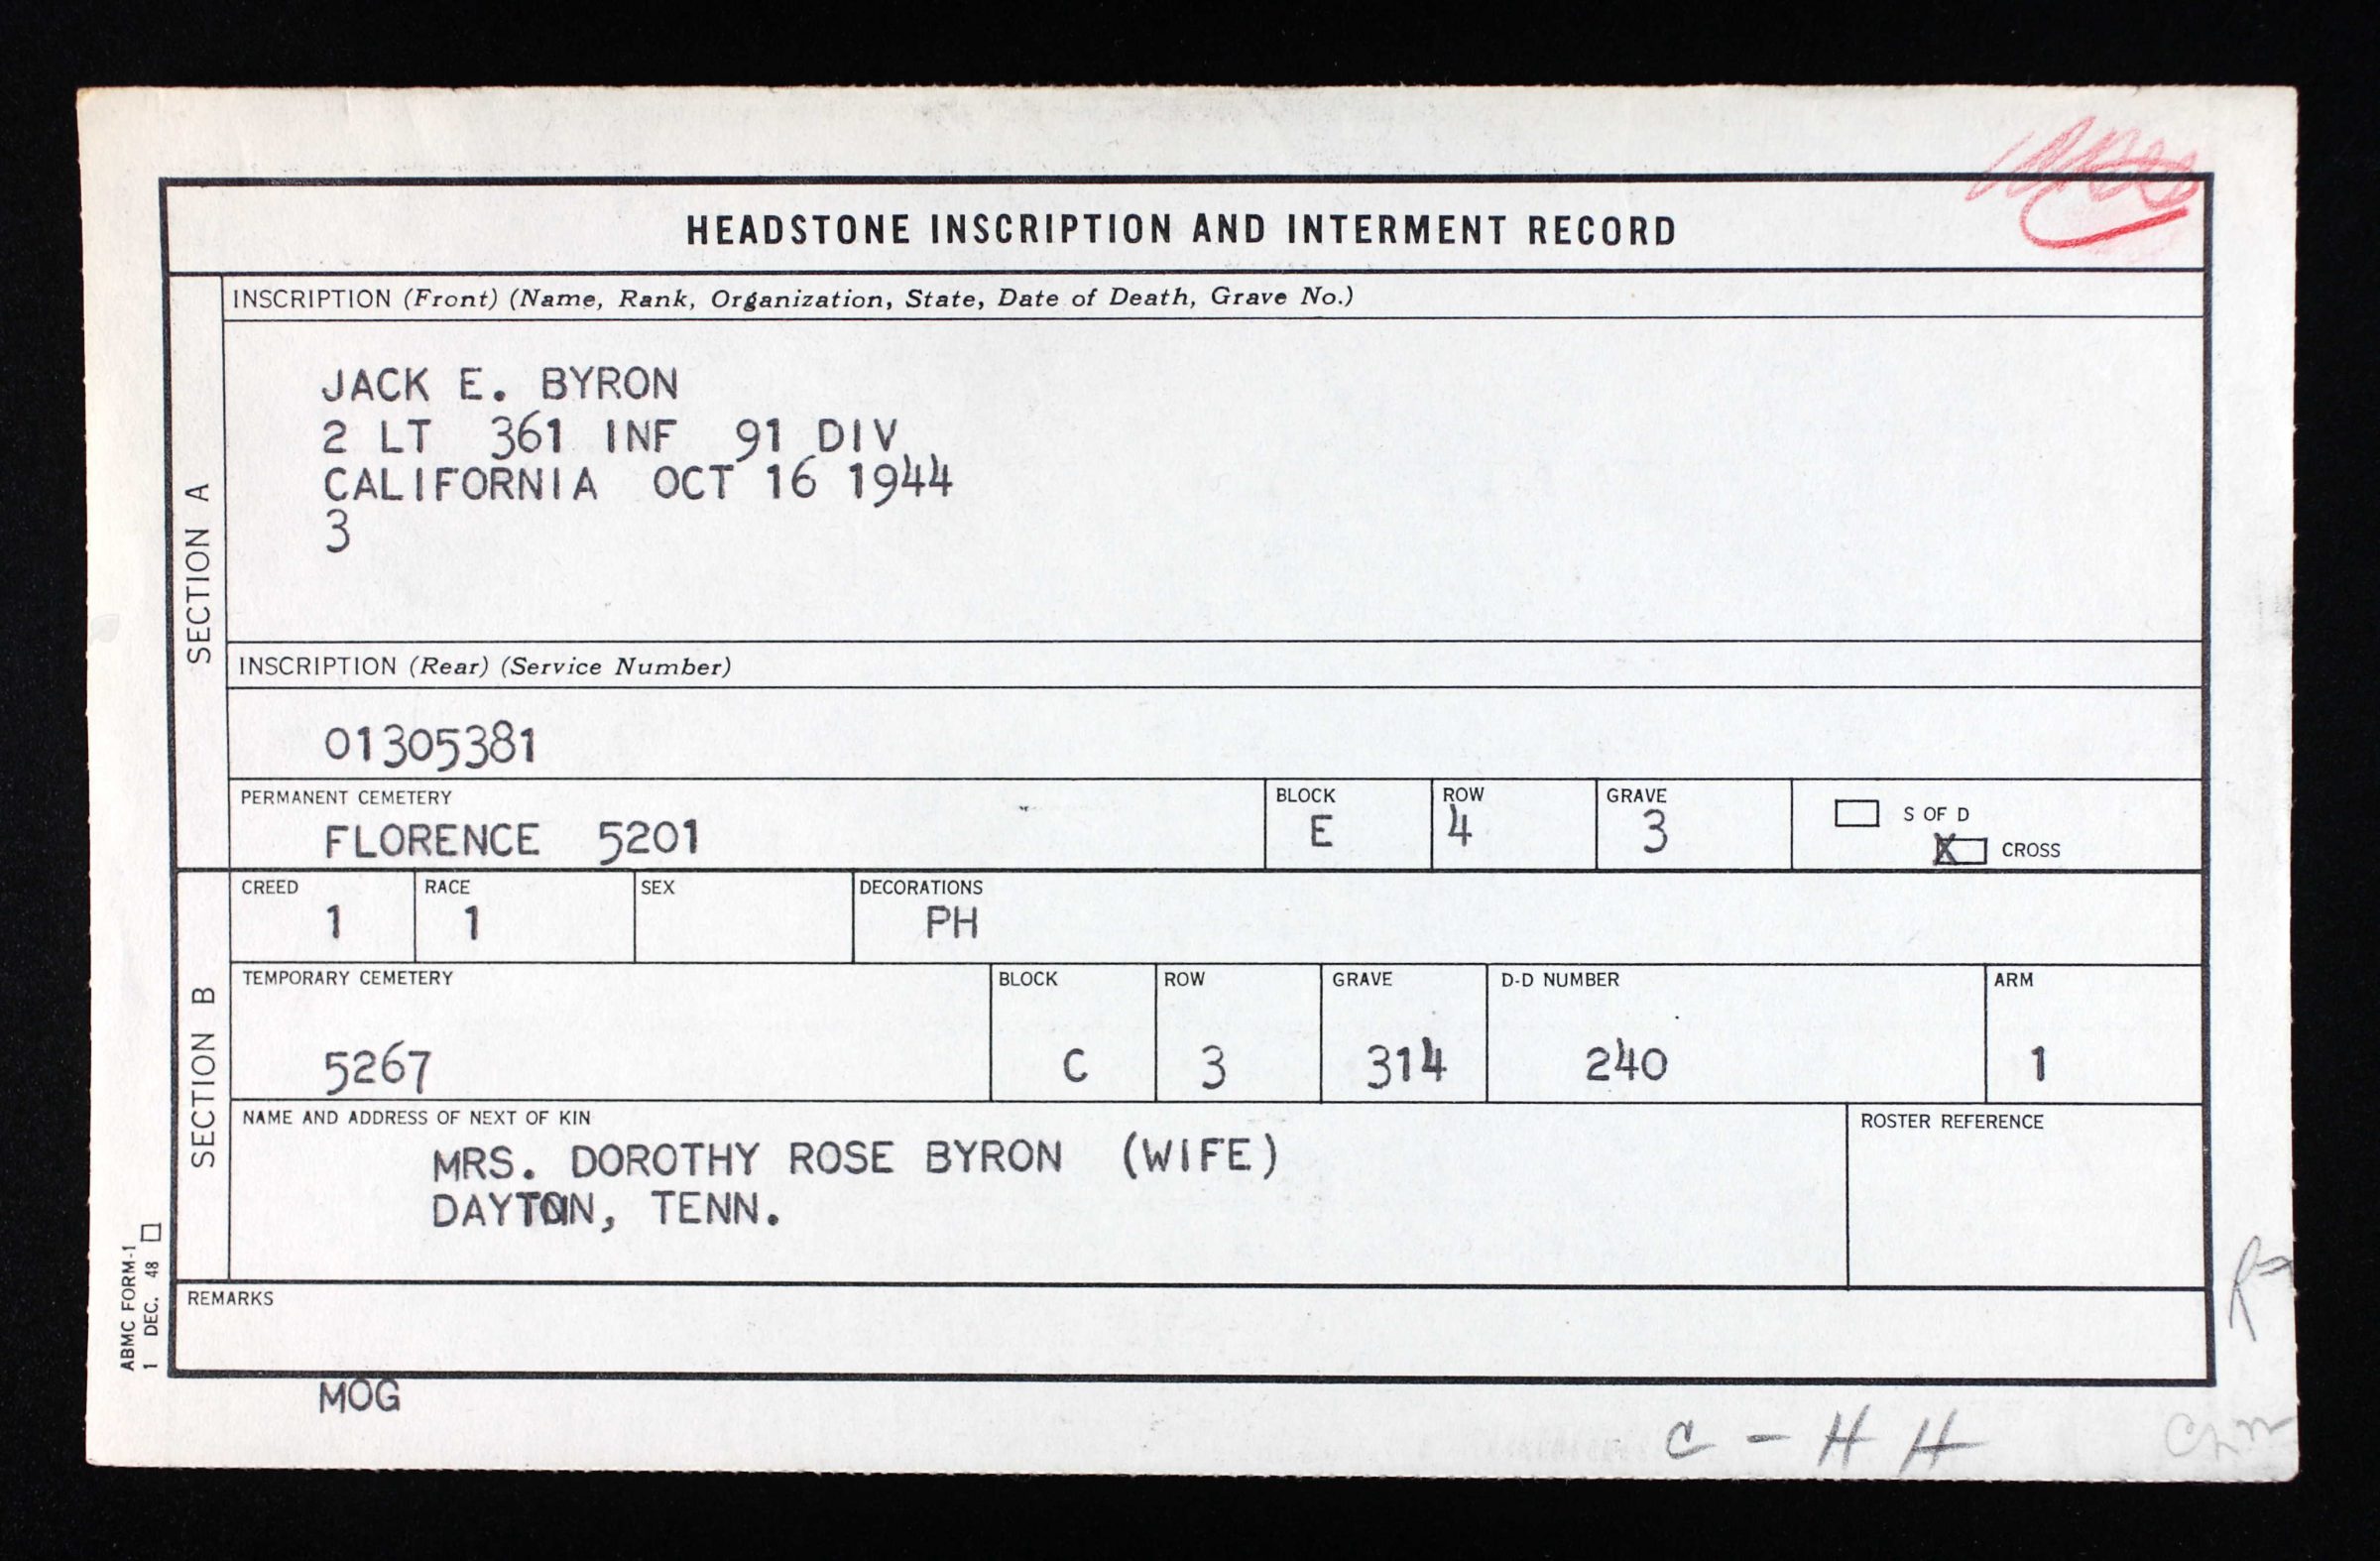 HEADSTONE INSCRIPTION AND INTERMENT RECORD
SECTION A
INSCRIPTION (Front) (Name, Rank, Organization, State, Date of Death, Grave No.)
JACK E. BYRON
2 LT 361 INF 91 DIV
CALIFORNIA OCT 16 1944
3
INSCRIPTION (Rear) (Service Number)
01305381
PERMANENT CEMETERY BLOCK ROW GRAVE
FLORENCE 5201 E 4 3
S OF D
X CROSS
SECTION B
CREED RACE SEX DECORATIONS
1 1 PH
TEMPORARY CEMETERY BLOCK ROW GRAVE D-D NUMBER ARM
5267 C 3 314 240 1
NAME AND ADDRESS OF NEXT OF KIN ROSTER REFERENCE
MRS. DOROTHY ROSE BYRON (WIFE)
DAYTON, TENN.
REMARKS
ABMC FORM-1
1 DEC. 48
MOG
C - H H